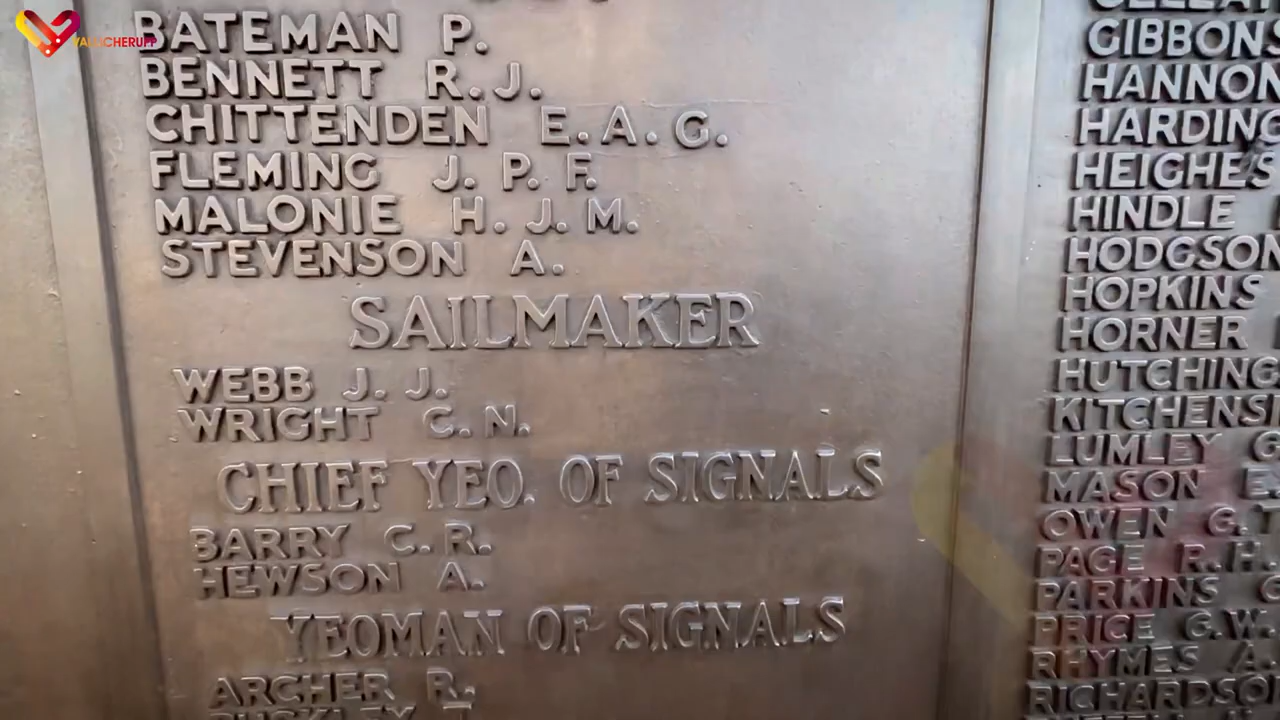 BATEMAN P.
BENNETT R.J.
CHITTENDEN E.A.G.
FLEMING J.P.F.
MALONIE H.J.M.
STEVENSON A.
SAILMAKER
WEBB J.J.
WRIGHT C.N.
CHIEF YEO. OF SIGNALS
BARRY C.R.
HEWSON A.
YEOMAN OF SIGNALS
ARCHER R.
GIBBONS
HANNON
HARDING
HEIGHES
HINDLE
HODGSON
HOPKINS
HORNER
HUTCHING
KITCHENSI
LUMLEY G
MASON E.
OWEN G.T
PAGE R.H.
PARKINS
PRICE G.W.
RHYMES A.
RICHARDSO